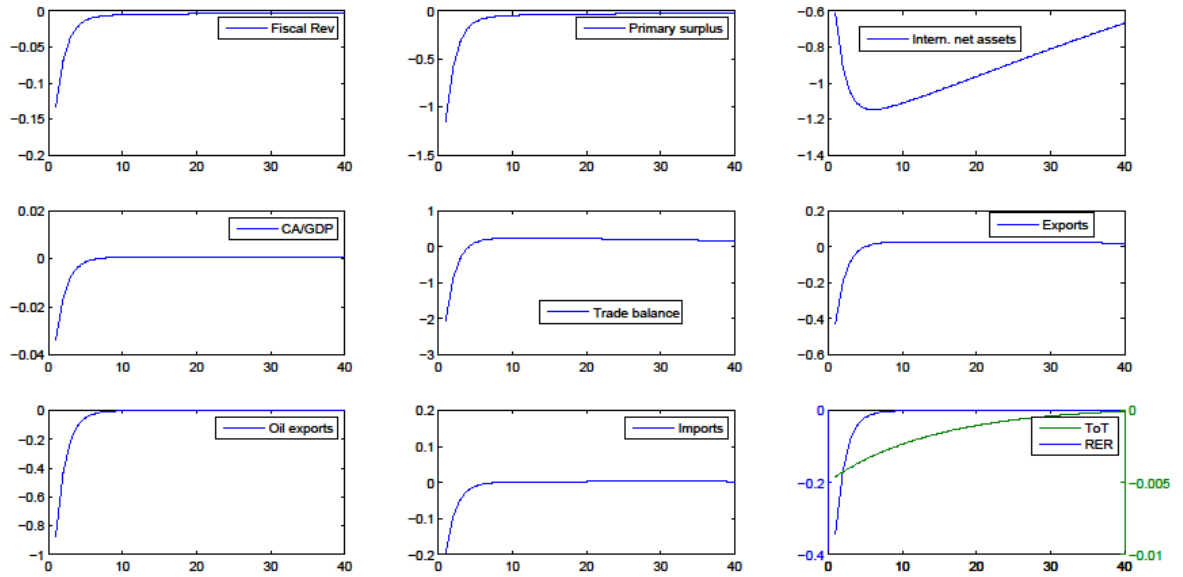 0
−0.05
−0.1
−0.15
−0.2
0 10 20 30 40
Fiscal Rev
0
−0.5
−1
−1.5
0 10 20 30 40
Primary surplus
−0.6
−0.8
−1
−1.2
−1.4
0 10 20 30 40
Intern. net assets
0.02
0
−0.02
−0.04
0 10 20 30 40
CA/GDP
1
0
−1
−2
−3
0 10 20 30 40
Trade balance
0.2
0
−0.2
−0.4
−0.6
0 10 20 30 40
Exports
0
−0.2
−0.4
−0.6
−0.8
−1
0 10 20 30 40
Oil exports
0.2
0.1
0
−0.1
−0.2
0 10 20 30 40
Imports
0
−0.2
−0.4
0 10 20 30 40
ToT
RER
0
−0.005
−0.01